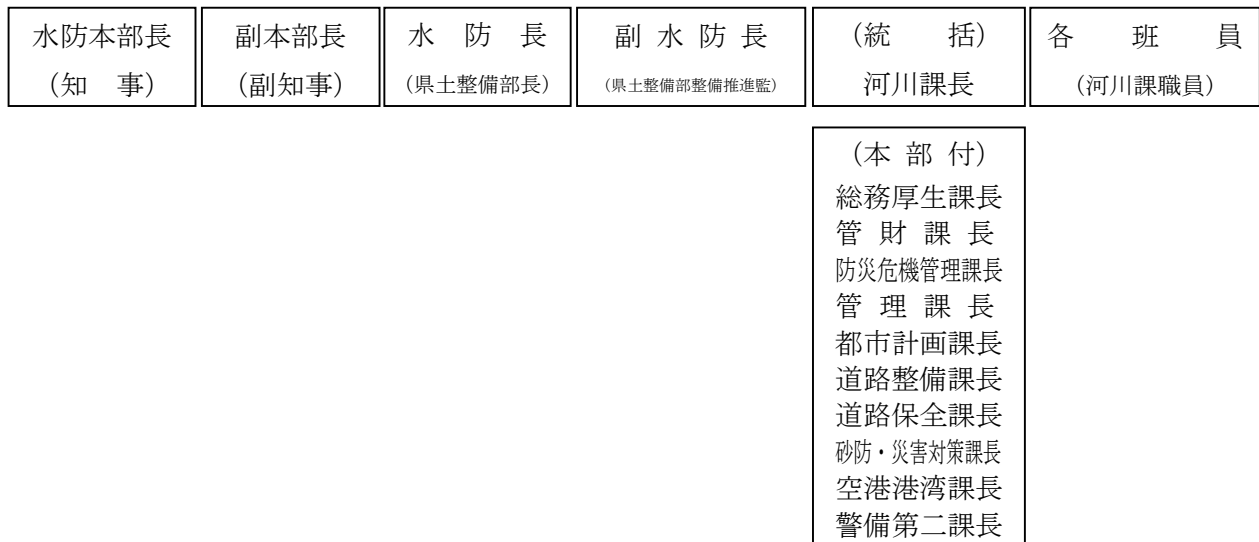 水防本部長
(知 事)
副本部長
(副知事)
水 防 長
(県土整備部長)
副 水 防 長
(県土整備部整備推進監)
(統 括)
河川課長
各 班 員
(河川課職員)
(本 部 付)
総務厚生課長
管 財 課 長
防災危機管理課長
管 理 課 長
都市計画課長
道路整備課長
道路保全課長
砂防・災害対策課長
空港港湾課長
警備第二課長